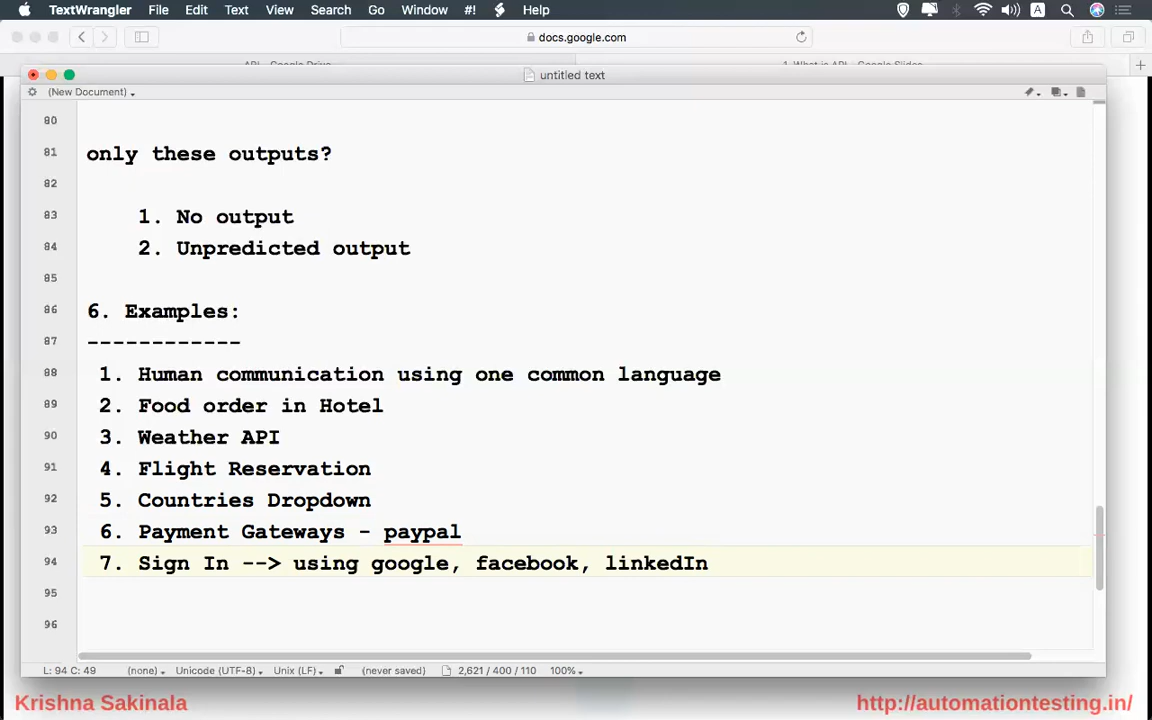 TextWrangler File Edit Text View Search Go Window #! Help
docs.google.com
untitled text
(New Document)
80
81 only these outputs?
82
83 1. No output
84 2. Unpredicted output
85
86 6. Examples:
87 ------------
88 1. Human communication using one common language
89 2. Food order in Hotel
90 3. Weather API
91 4. Flight Reservation
92 5. Countries Dropdown
93 6. Payment Gateways - paypal
94 7. Sign In --> using google, facebook, linkedIn
95
96
L: 94 C: 49 (none) Unicode (UTF-8) Unix (LF) (never saved) 2,621 / 400 / 110 100%
Krishna Sakinala http://automationtesting.in/